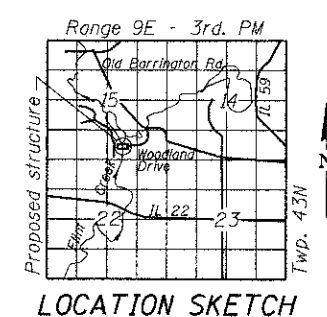 Range 9E - 3rd. PM
Old Barrington Rd.
15
14
IL 59
Proposed structure
Woodland
Drive
N
Creek
Flint
22
IL 22
23
Twp. 43N
LOCATION SKETCH